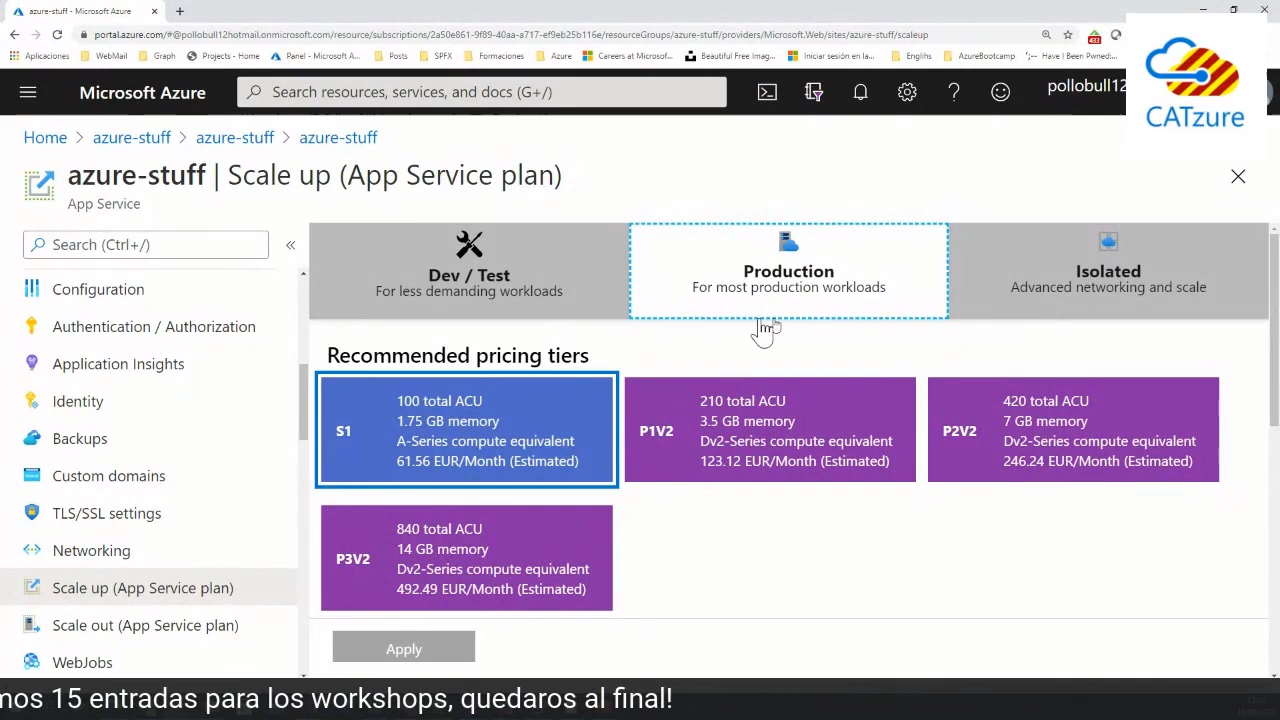 azure-stuff - Microsoft Azure
portal.azure.com/#@pollobull12hotmail.onmicrosoft.com/resource/subscriptions/2a50e861-9f89-40aa-a717-ef9eb25b116e/resourceGroups/azure-stuff/providers/Microsoft.Web/sites/azure-stuff/scaleup
Aplicaciones WebMail Graph Projects - Home Panel - Microsoft A... Posts SPFX Formaciones Azure Careers at Microsof... Beautiful Free Imag... Iniciar sesión en la... Englihs AzureBootcamp Have I Been Pwned...
433
Microsoft Azure
Search resources, services, and docs (G+/)
pollobull12
CATzure
Home > azure-stuff > azure-stuff > azure-stuff
azure-stuff | Scale up (App Service plan)
App Service
Search (Ctrl+/)
Configuration
Authentication / Authorization
Application Insights
Identity
Backups
Custom domains
TLS/SSL settings
Networking
Scale up (App Service plan)
Scale out (App Service plan)
WebJobs
Dev / Test
For less demanding workloads
Production
For most production workloads
Isolated
Advanced networking and scale
Recommended pricing tiers
S1
100 total ACU
1.75 GB memory
A-Series compute equivalent
61.56 EUR/Month (Estimated)
P1V2
210 total ACU
3.5 GB memory
Dv2-Series compute equivalent
123.12 EUR/Month (Estimated)
P2V2
420 total ACU
7 GB memory
Dv2-Series compute equivalent
246.24 EUR/Month (Estimated)
P3V2
840 total ACU
14 GB memory
Dv2-Series compute equivalent
492.49 EUR/Month (Estimated)
Apply
mos 15 entradas para los workshops, quedaros al final!